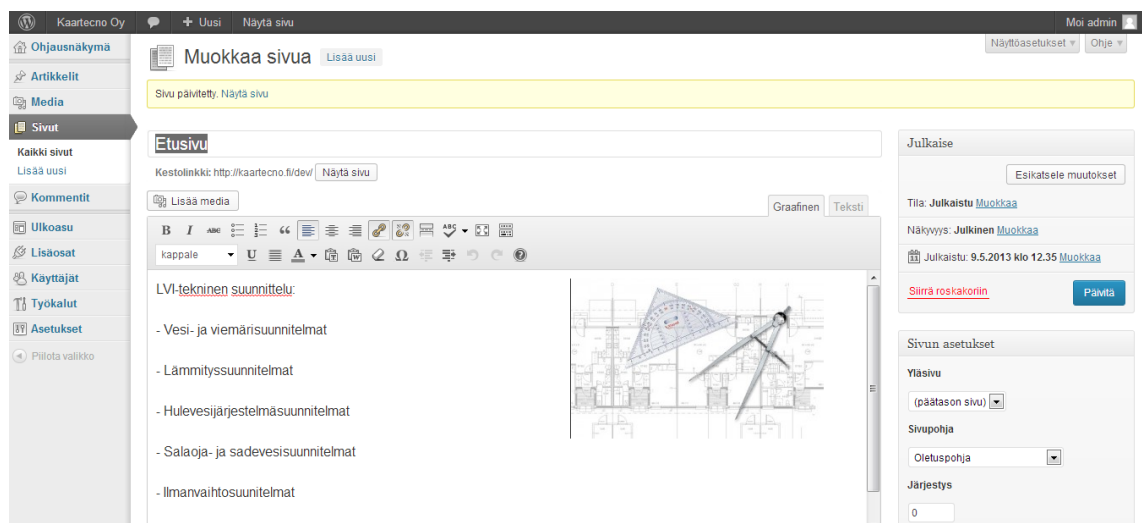 Kaartecno Oy + Uusi Näytä sivu Moi admin
Näyttöasetukset Ohje
Ohjausnäkymä
Artikkelit
Media
Sivut
Kaikki sivut
Lisää uusi
Kommentit
Ulkoasu
Lisäosat
Käyttäjät
Työkalut
Asetukset
Piilota valikko
Muokkaa sivua Lisää uusi
Sivu päivitetty. Näytä sivu
Etusivu
Kestolinkki: http://kaartecno.fi/dev/ Näytä sivu
Lisää media
Graafinen Teksti
B I ABC ABC
kappale U A T W Ω
LVI-tekninen suunnittelu:
- Vesi- ja viemärisuunnitelmat
- Lämmityssuunnitelmat
- Hulevesijärjestelmäsuunnitelmat
- Salaoja- ja sadevesisuunnitelmat
- Ilmanvaihtosuunitelmat
Julkaise
Esikatsele muutokset
Tila: Julkaistu Muokkaa
Näkyvyys: Julkinen Muokkaa
Julkaistu: 9.5.2013 klo 12.35 Muokkaa
Siirrä roskakoriin Päivitä
Sivun asetukset
Yläsivu
(päätason sivu)
Sivupohja
Oletuspohja
Järjestys
0